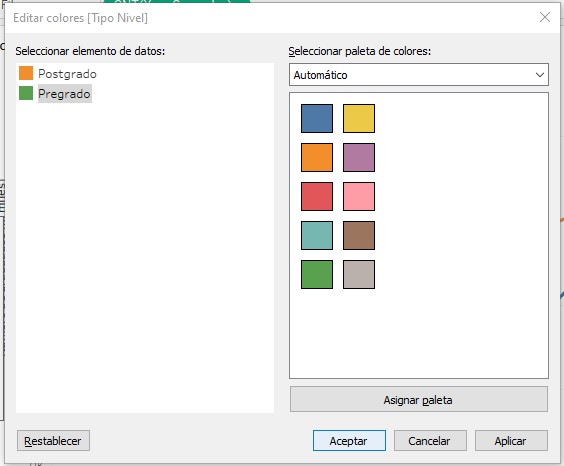 Editar colores [Tipo Nivel]
Seleccionar elemento de datos:
Postgrado
Pregrado
Seleccionar paleta de colores:
Automático
Asignar paleta
Restablecer
Aceptar
Cancelar
Aplicar